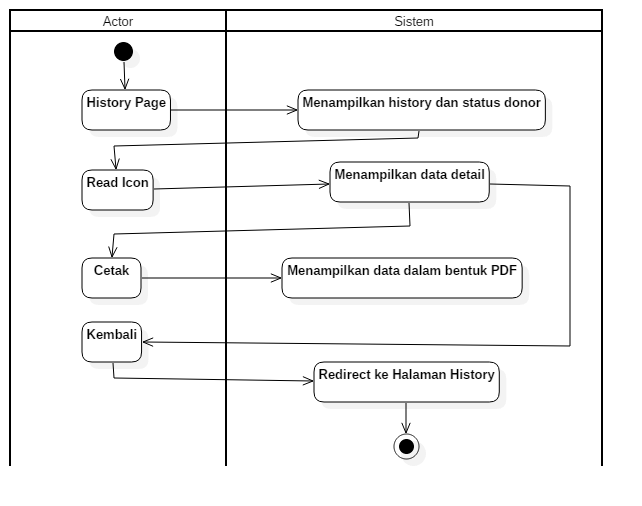 Actor
Sistem
History Page
Menampilkan history dan status donor
Read Icon
Menampilkan data detail
Cetak
Menampilkan data dalam bentuk PDF
Kembali
Redirect ke Halaman History